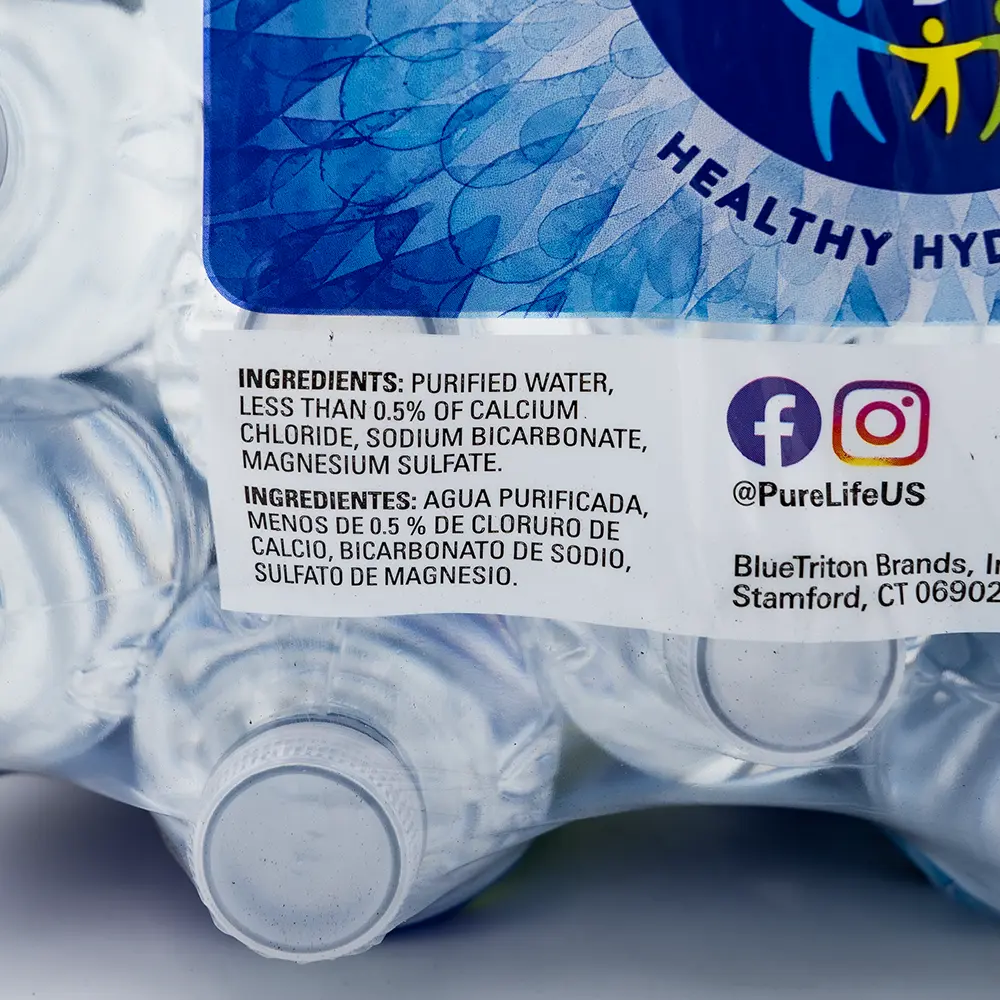 HEALTHY
INGREDIENTS: PURIFIED WATER,
LESS THAN 0.5% OF CALCIUM
CHLORIDE, SODIUM BICARBONATE,
MAGNESIUM SULFATE.
INGREDIENTES: AGUA PURIFICADA,
MENOS DE 0.5 % DE CLORURO DE
CALCIO, BICARBONATO DE SODIO,
SULFATO DE MAGNESIO.
@PureLifeUS
BlueTriton Brands,
Stamford, CT 06902